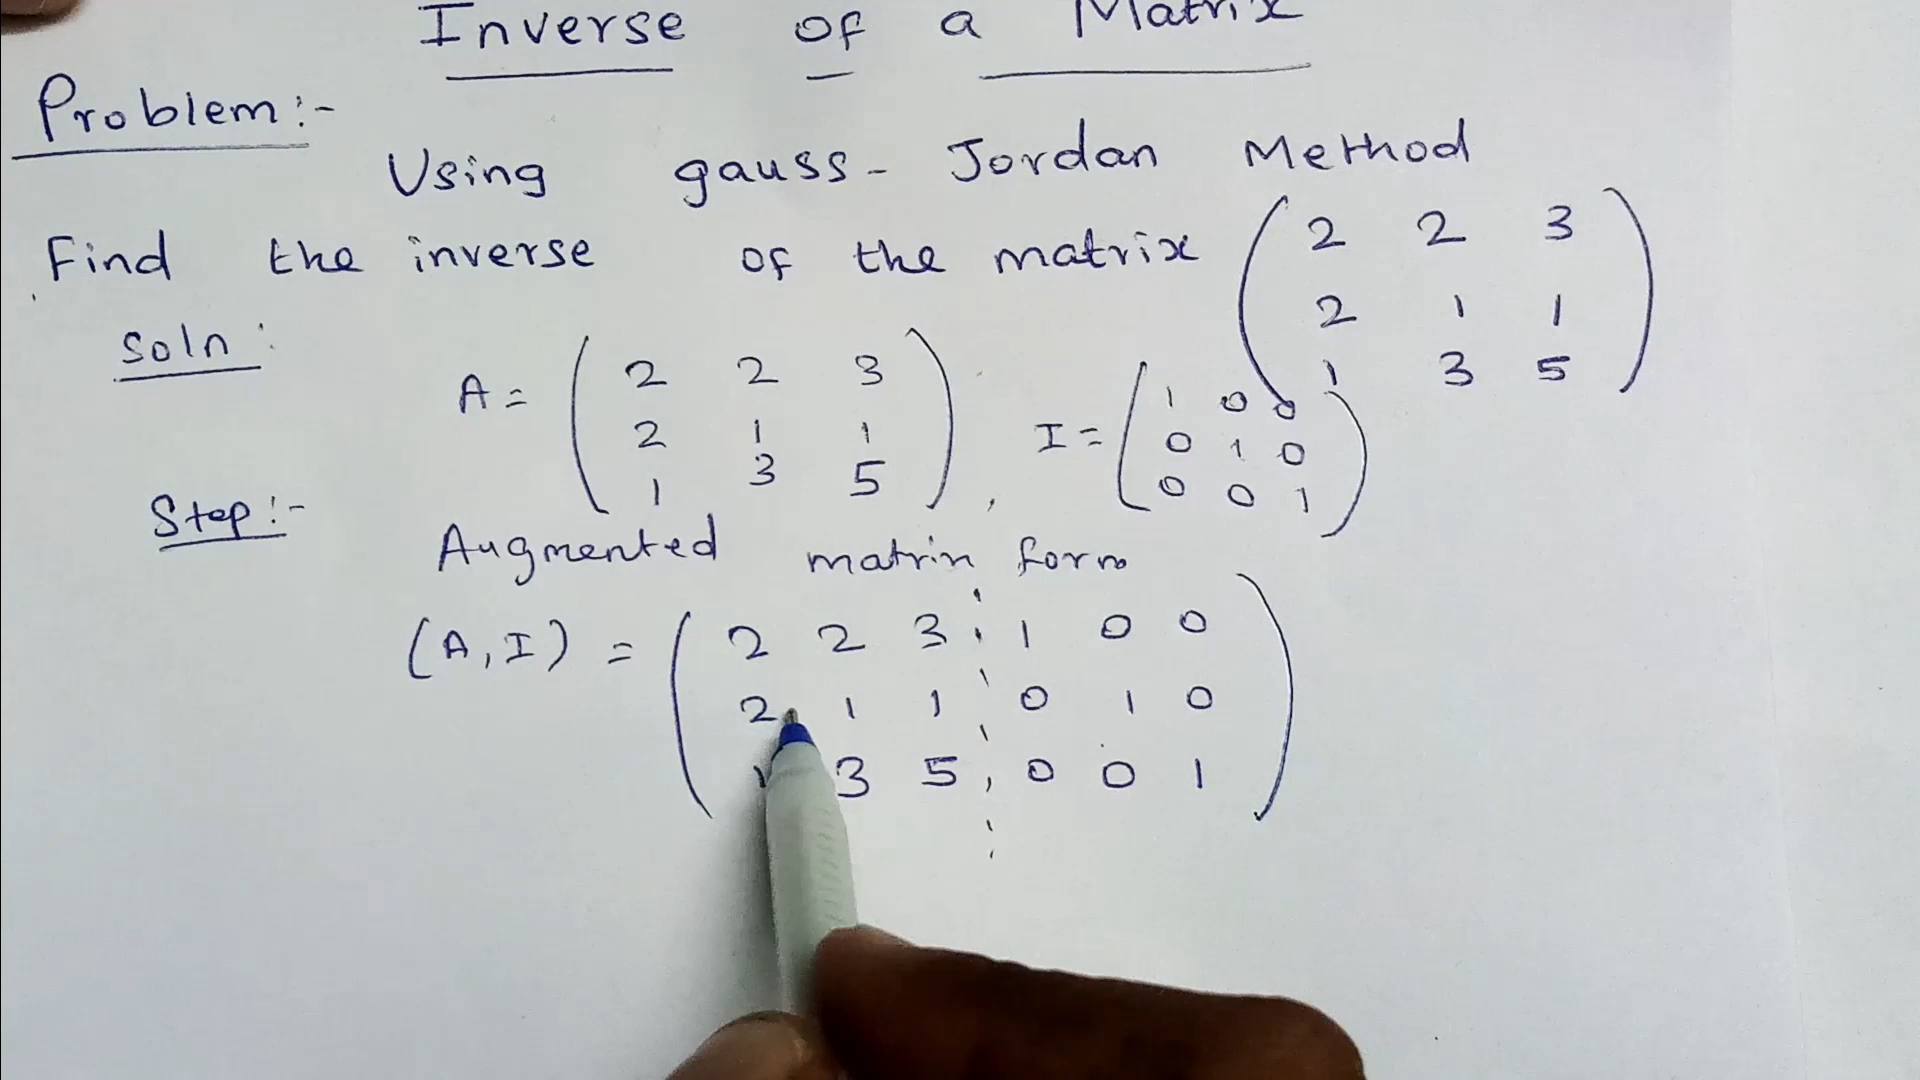 Inverse of a Matrix
Problem:-
Using gauss-Jordan Method
Find the inverse of the matrix
2 2 3
2 1 1
1 3 5
Soln:
A = 2 2 3
2 1 1
1 3 5 ,
I = 1 0 0
0 1 0
0 0 1
Step:-
Augmented matrin form
(A, I) = 2 2 3 1 0 0
2 1 1 0 1 0
1 3 5 0 0 1